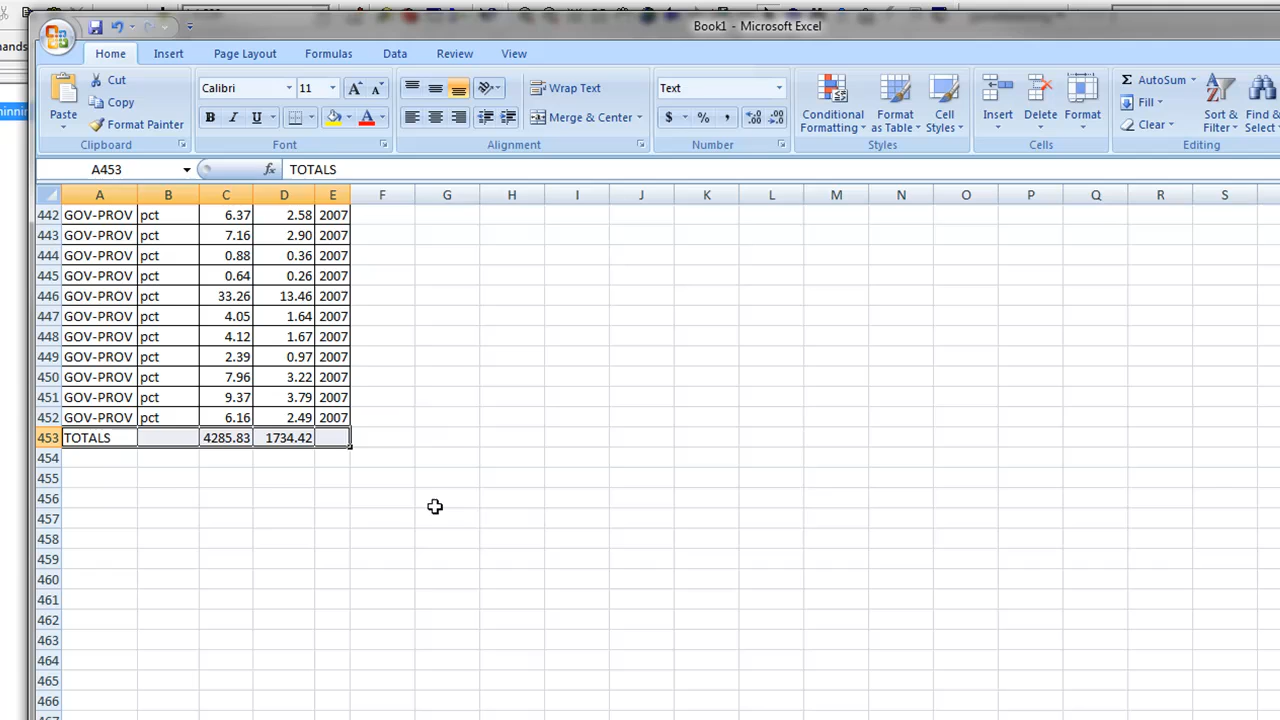 Book1 - Microsoft Excel
Home Insert Page Layout Formulas Data Review View
Cut
Copy
Format Painter
Paste
Clipboard
Calibri 11
B I U A
Font
Wrap Text
Merge & Center
Alignment
Text
$ % ,
Number
Conditional Formatting
Format as Table
Cell Styles
Styles
Insert Delete Format
Cells
AutoSum
Fill
Clear
Sort & Filter
Find & Select
Editing
A453 fx TOTALS
A B C D E F G H I J K L M N O P Q R S
442 GOV-PROV pct 6.37 2.58 2007
443 GOV-PROV pct 7.16 2.90 2007
444 GOV-PROV pct 0.88 0.36 2007
445 GOV-PROV pct 0.64 0.26 2007
446 GOV-PROV pct 33.26 13.46 2007
447 GOV-PROV pct 4.05 1.64 2007
448 GOV-PROV pct 4.12 1.67 2007
449 GOV-PROV pct 2.39 0.97 2007
450 GOV-PROV pct 7.96 3.22 2007
451 GOV-PROV pct 9.37 3.79 2007
452 GOV-PROV pct 6.16 2.49 2007
453 TOTALS 4285.83 1734.42
454
455
456
457
458
459
460
461
462
463
464
465
466